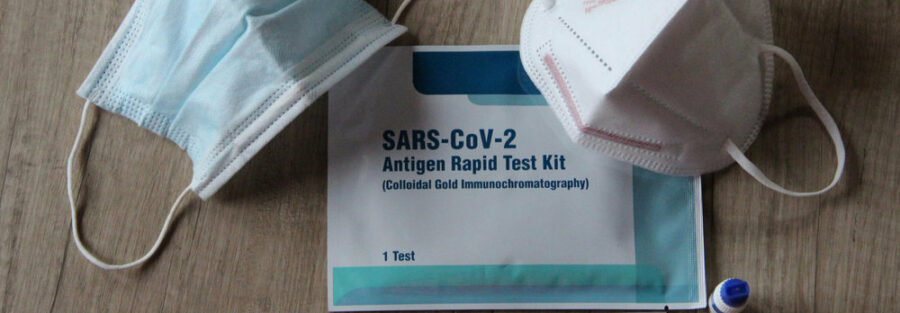 SARS-CoV-2
Antigen Rapid Test Kit
(Colloidal Gold Immunochromatography)
1 Test